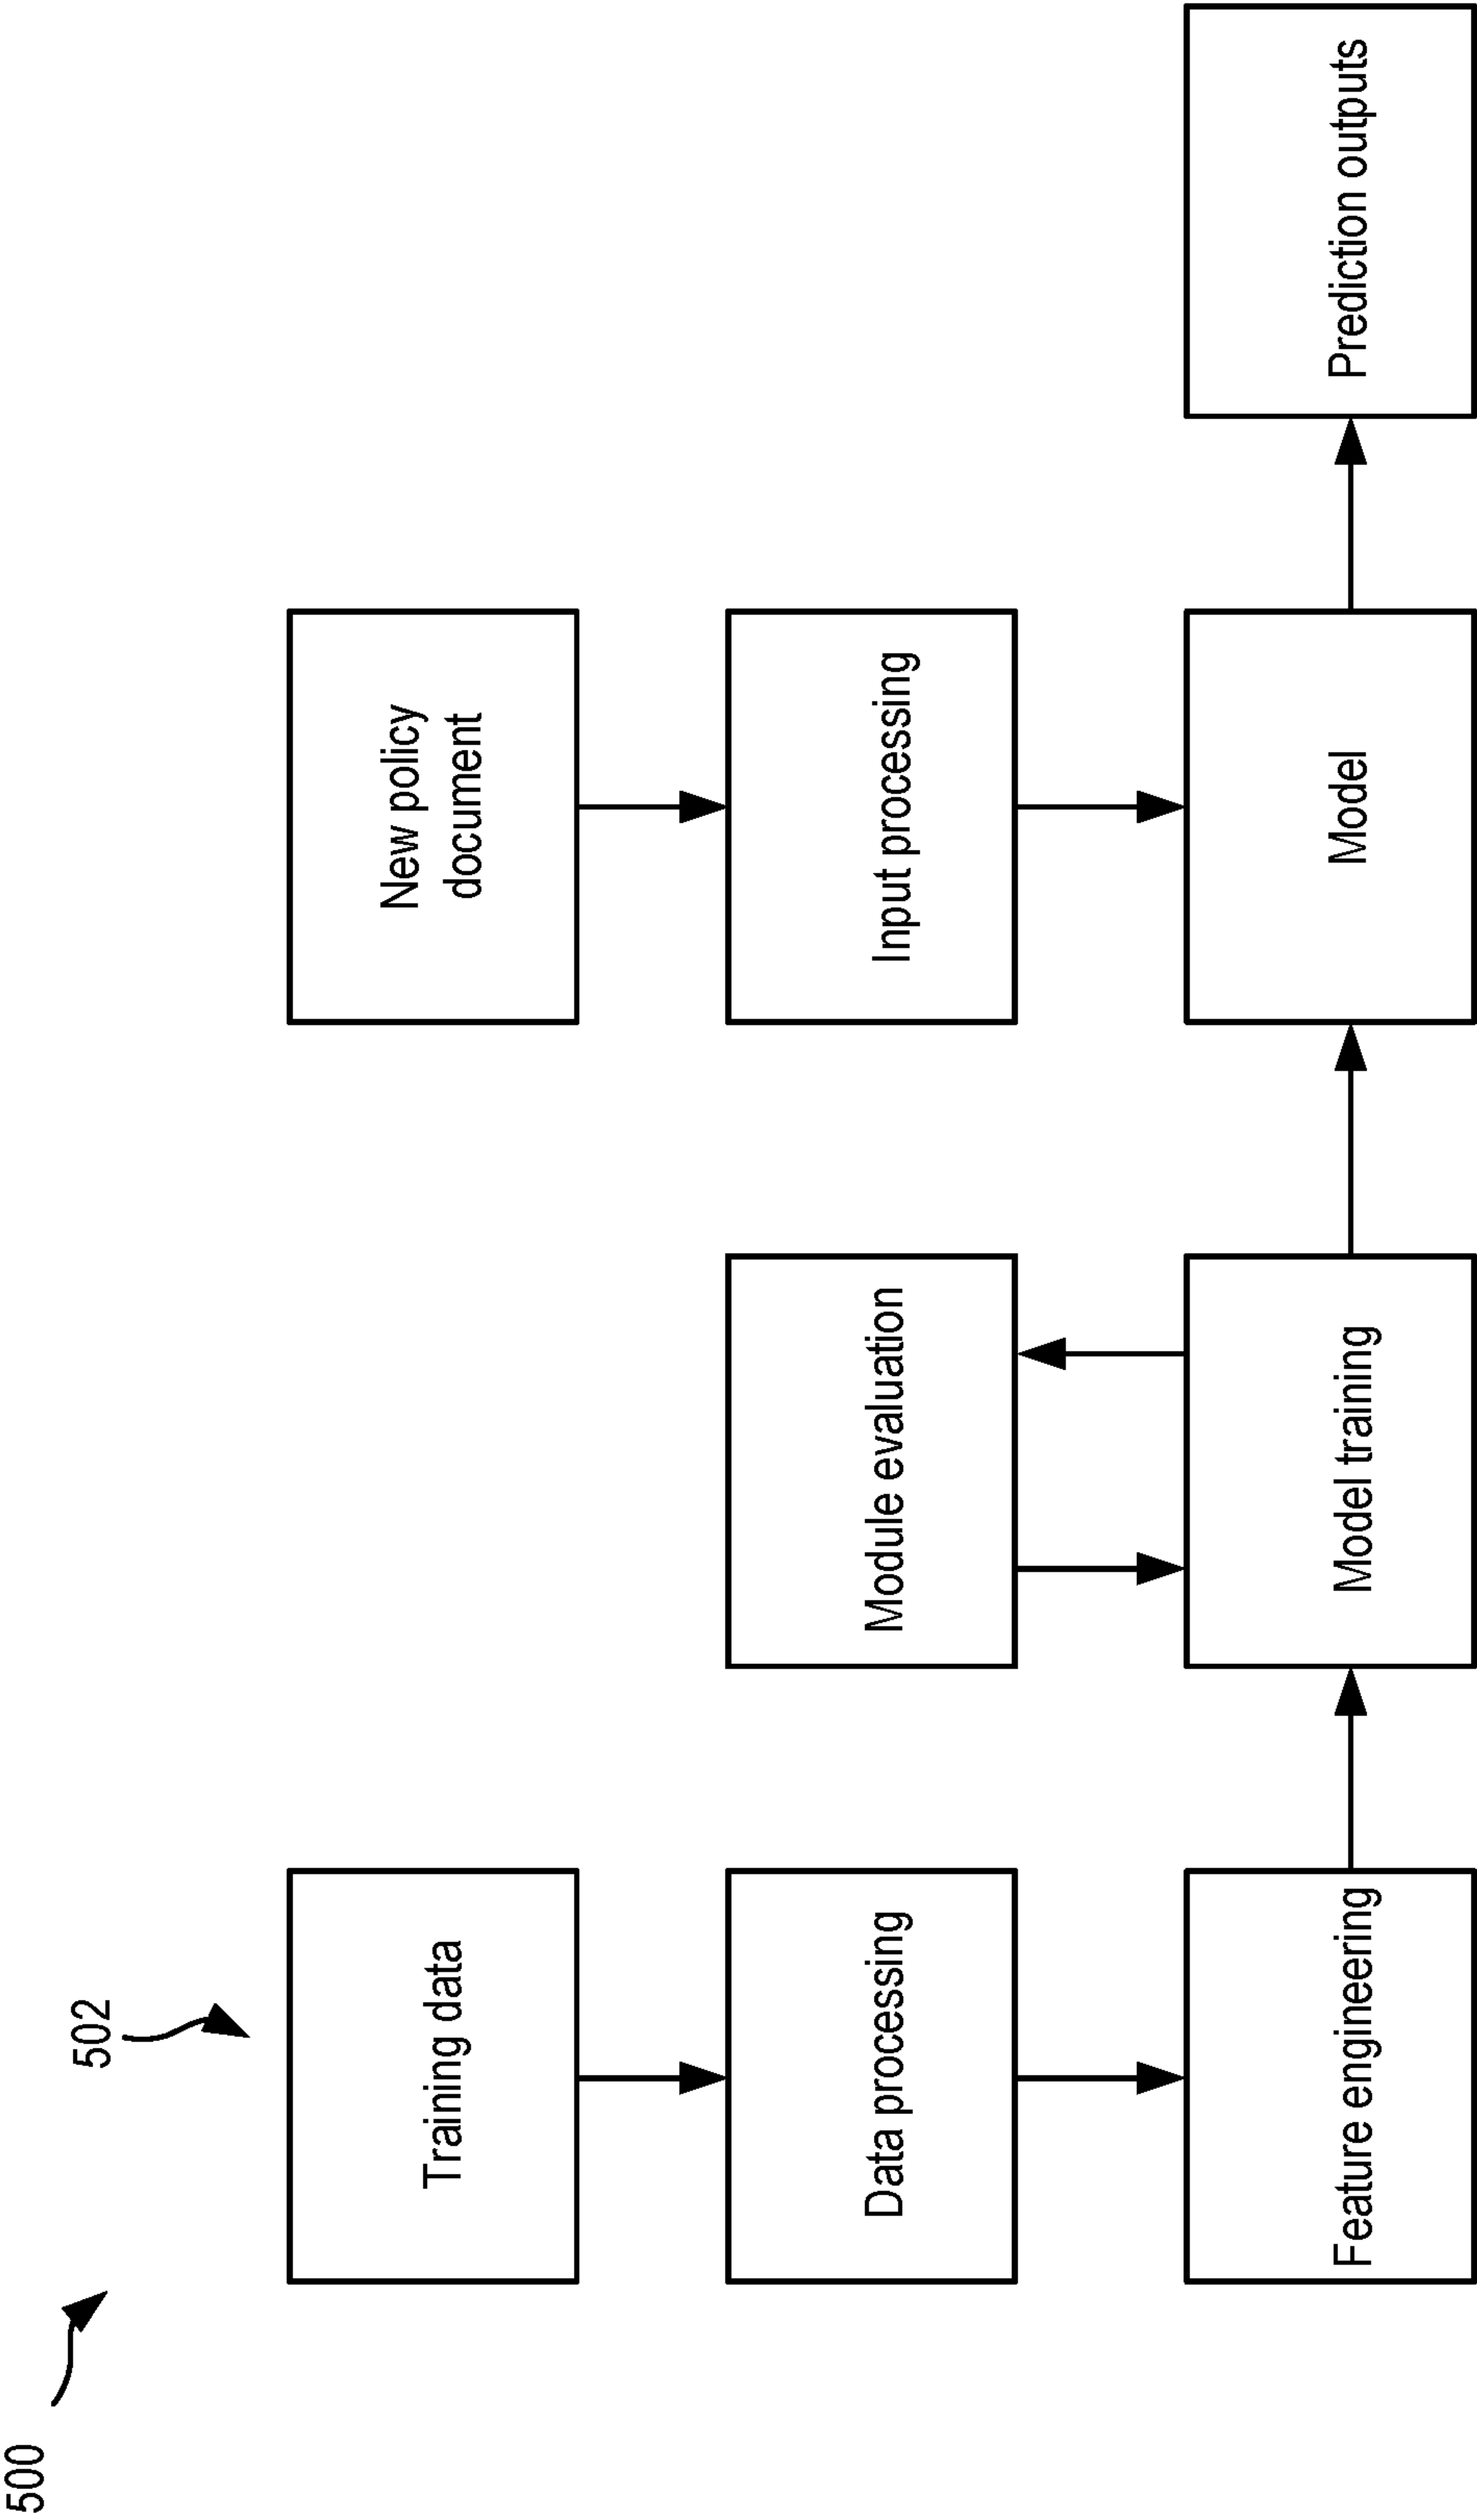 500
502
Training data
New policy
document
Data processing
Module evaluation
Input processing
Feature engineering
Model training
Model
Prediction outputs